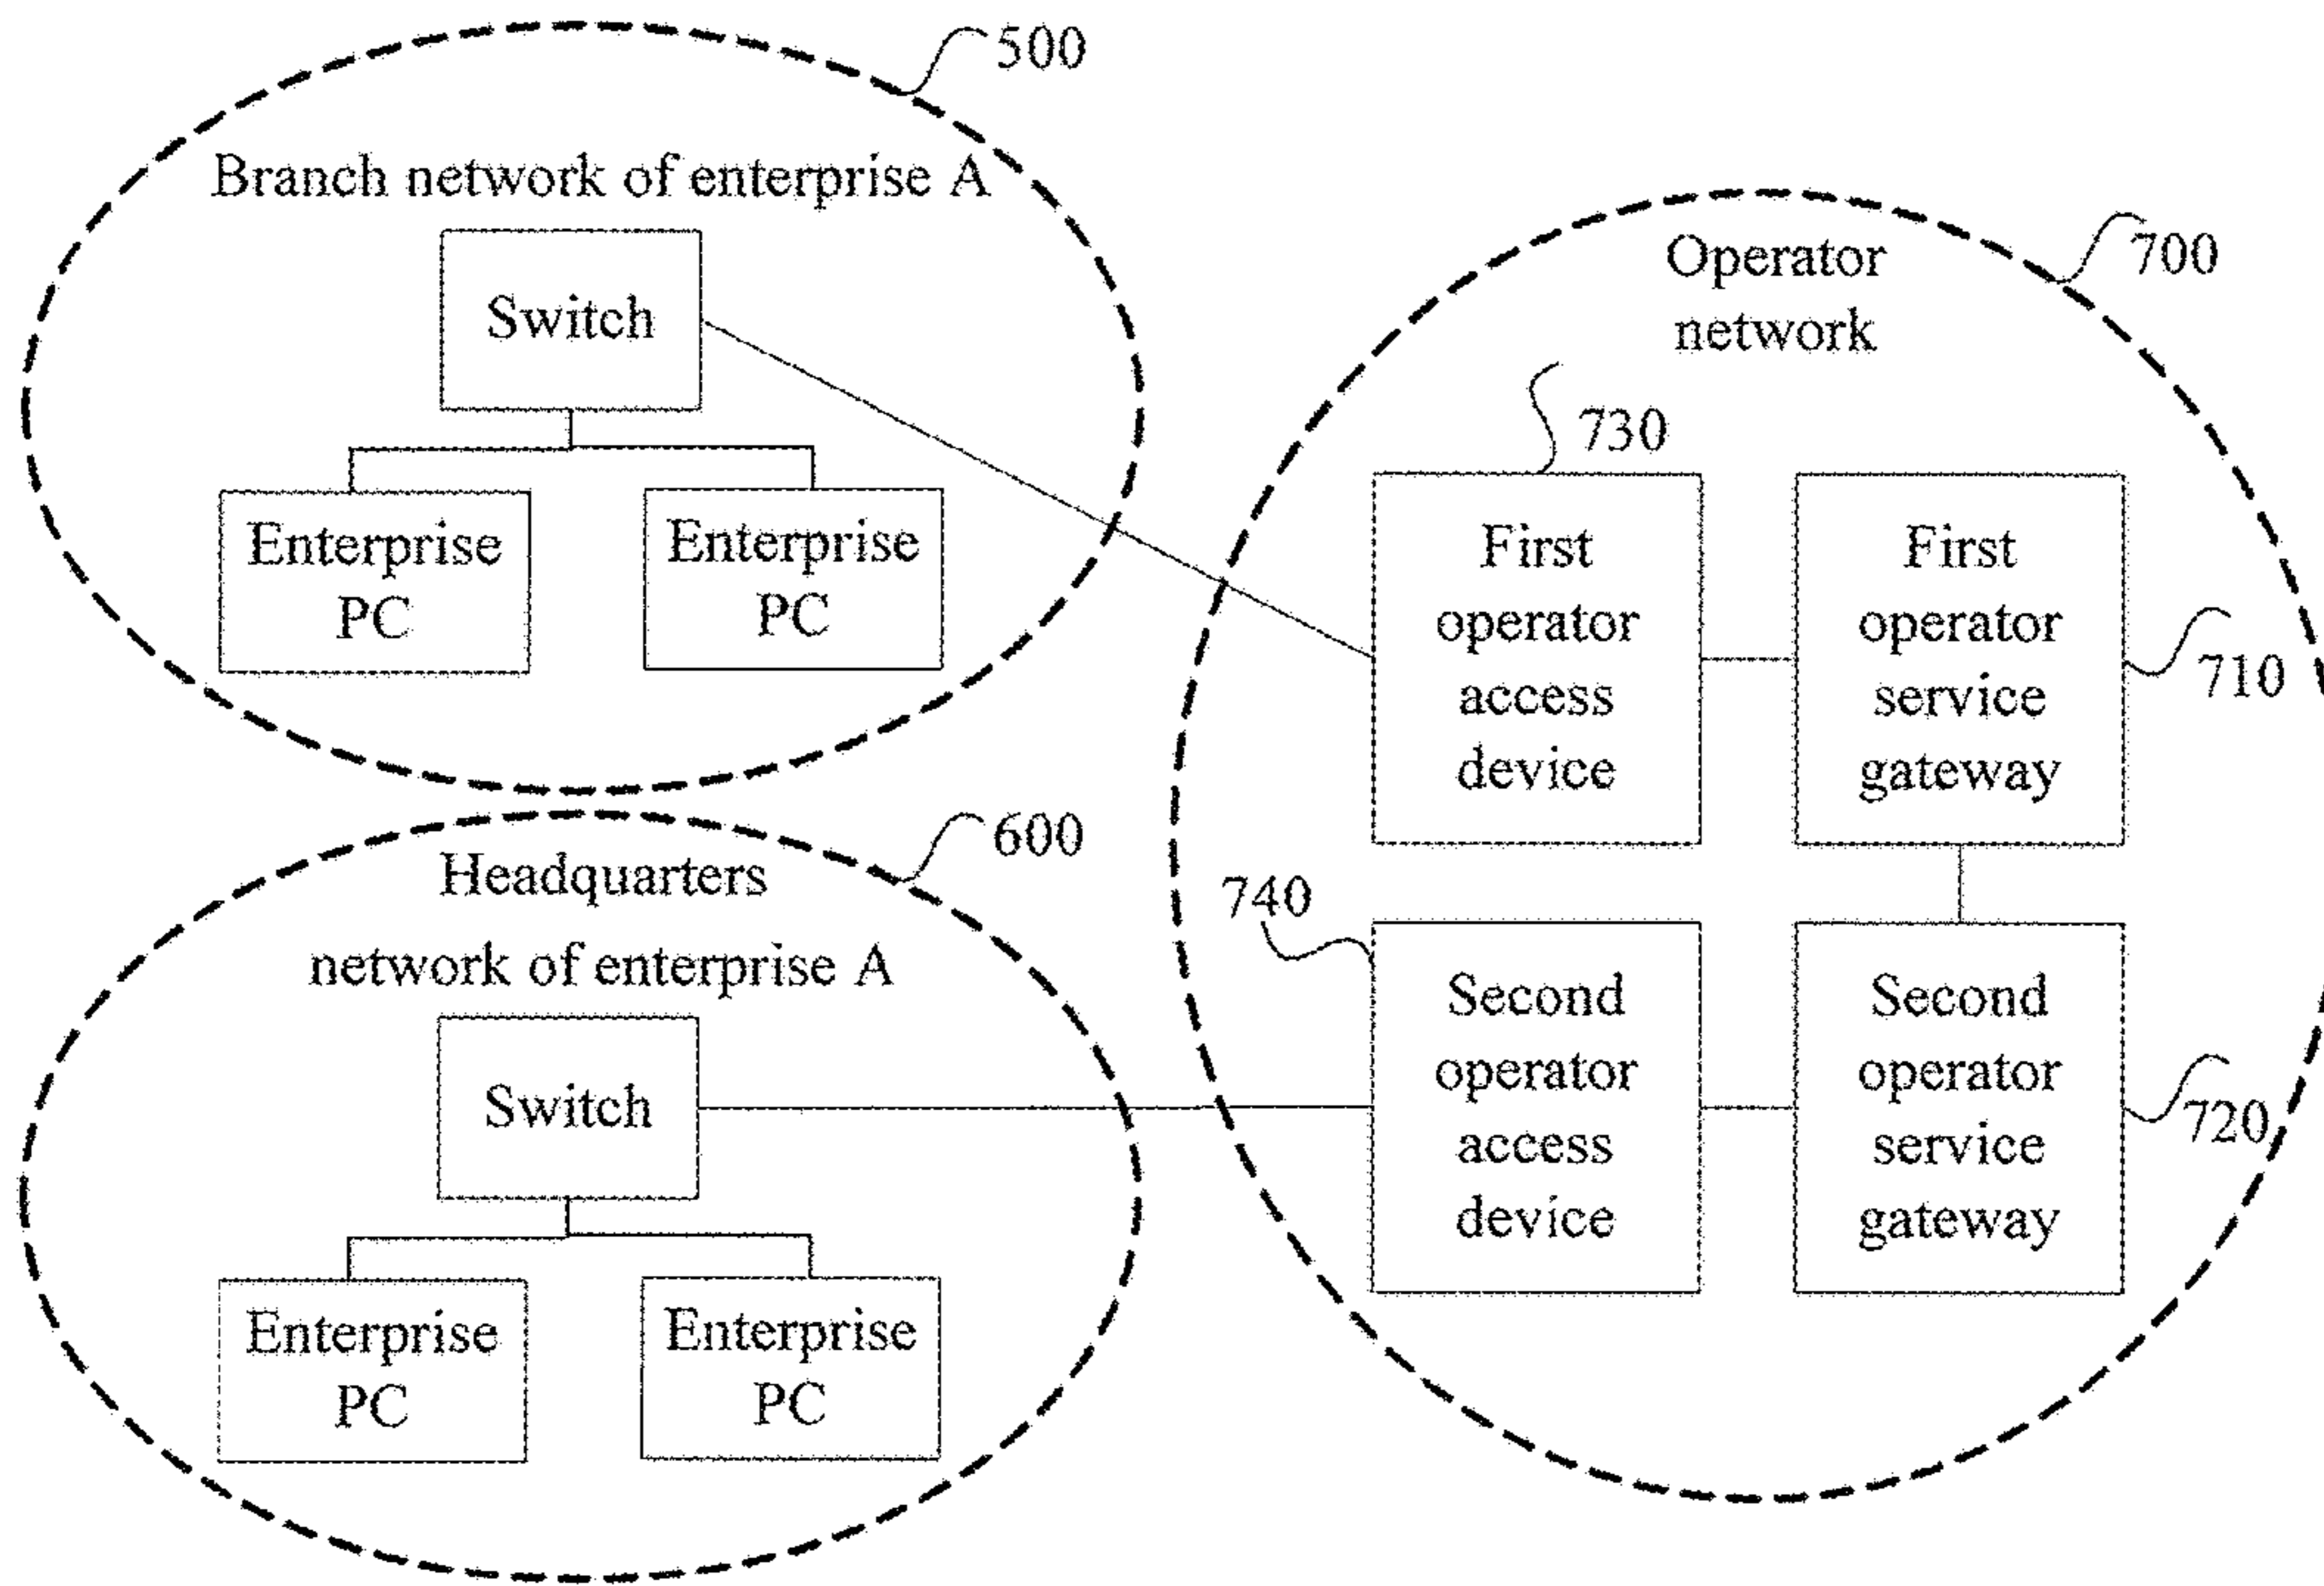 500
Branch network of enterprise A
Switch
Enterprise
PC
Enterprise
PC
600
Headquarters
network of enterprise A
Switch
Enterprise
PC
Enterprise
PC
700
Operator
network
730
First
operator
access
device
First
operator
service
gateway
710
740
Second
operator
access
device
Second
operator
service
gateway
720